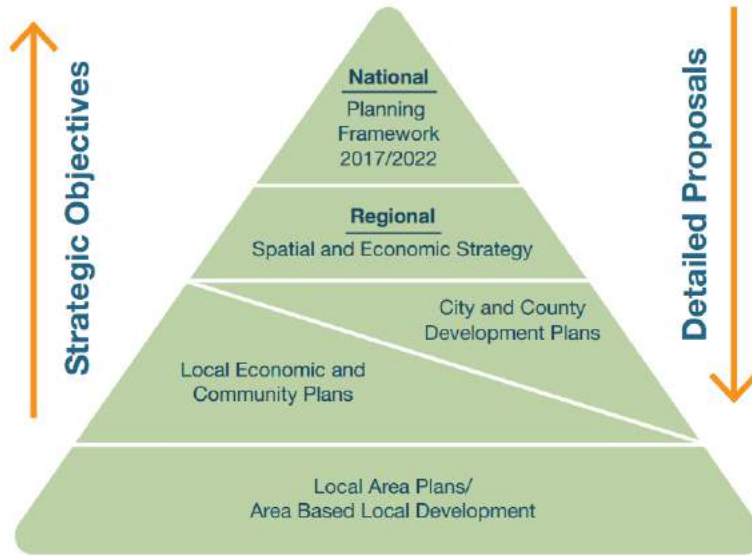 Strategic Objectives
National
Planning
Framework
2017/2022
Regional
Spatial and Economic Strategy
City and County
Development Plans
Local Economic and
Community Plans
Local Area Plans/
Area Based Local Development
Detailed Proposals